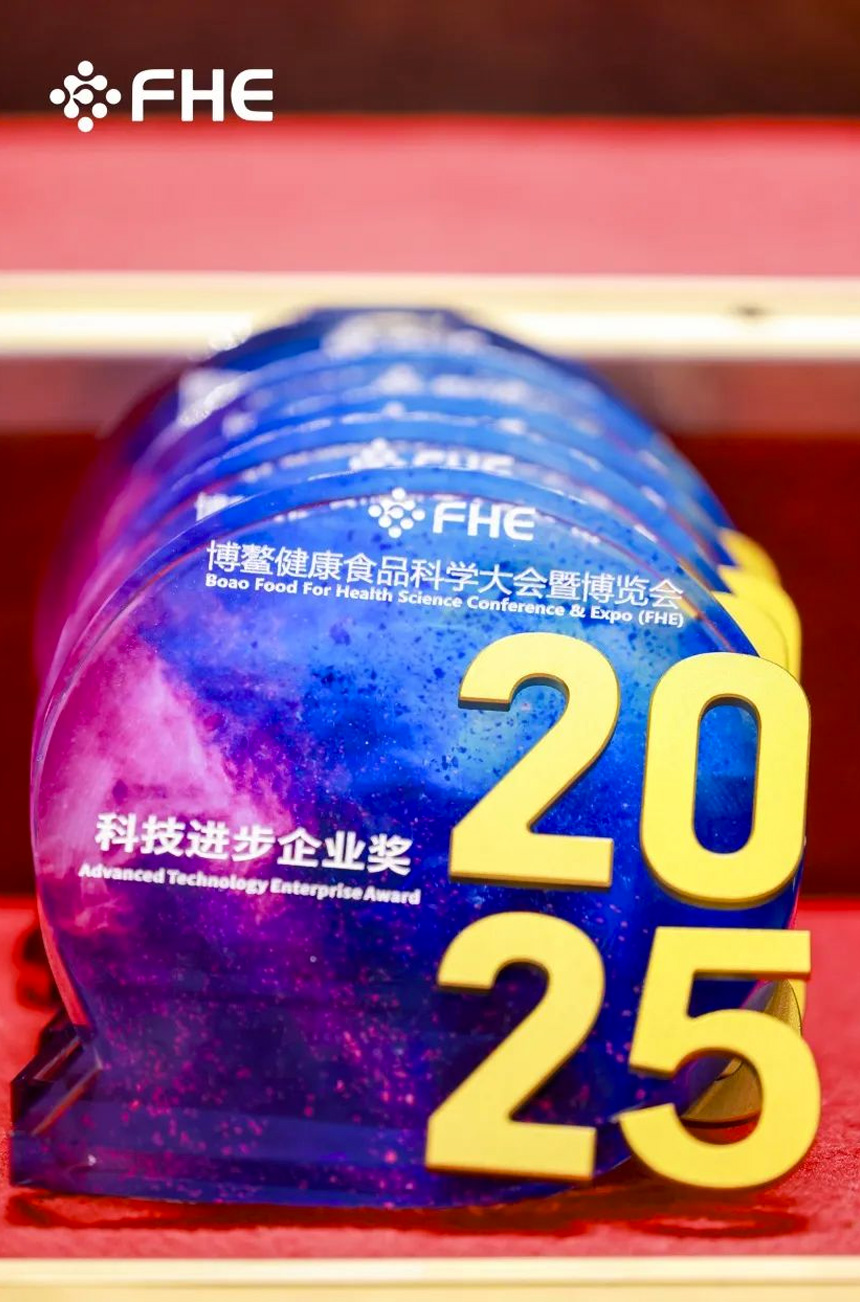 FHE
FHE
FHE
博鳌健康食品科学大会暨博览会
Boao Food For Health Science Conference & Expo (FHE)
20
科技进步企业奖
Advanced Technology Enterprise Award
25